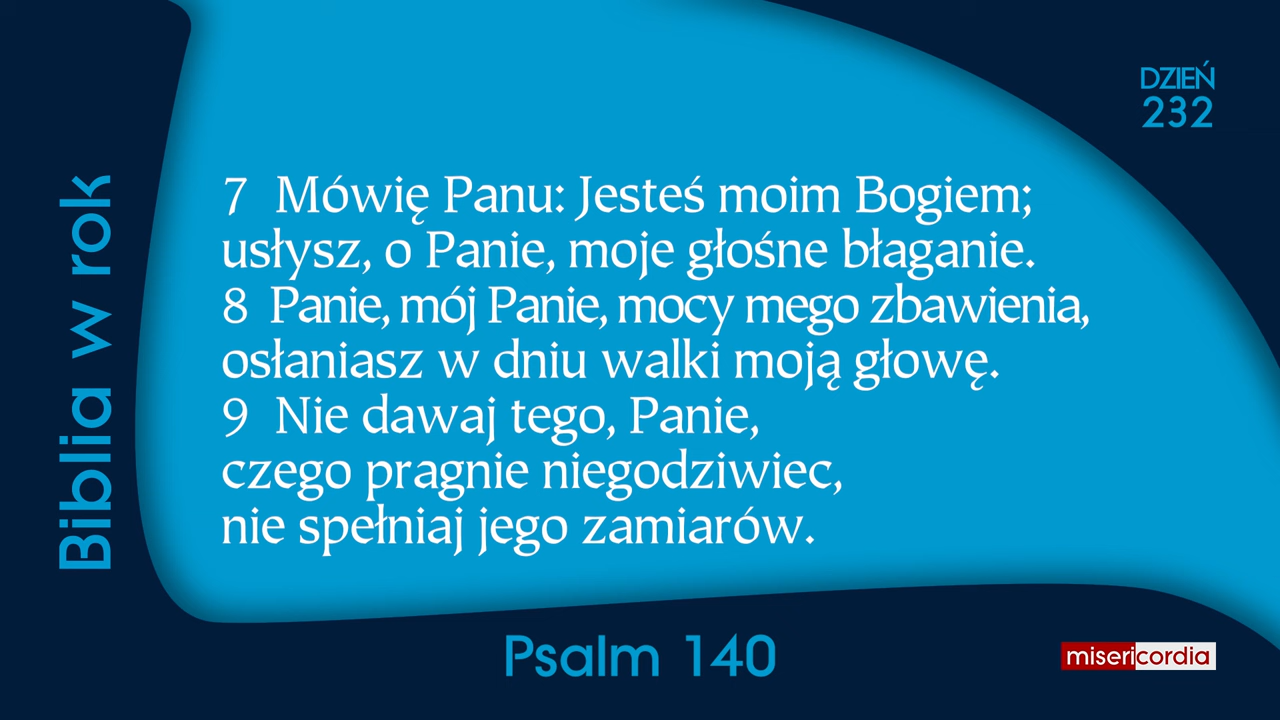 DZIEŃ
232
Biblia w rok
7 Mówię Panu: Jesteś moim Bogiem;
usłysz, o Panie, moje głośne błaganie.
8 Panie, mój Panie, mocy mego zbawienia,
osłaniasz w dniu walki moją głowę.
9 Nie dawaj tego, Panie,
czego pragnie niegodziwiec,
nie spełniaj jego zamiarów.
Psalm 140
misericordia